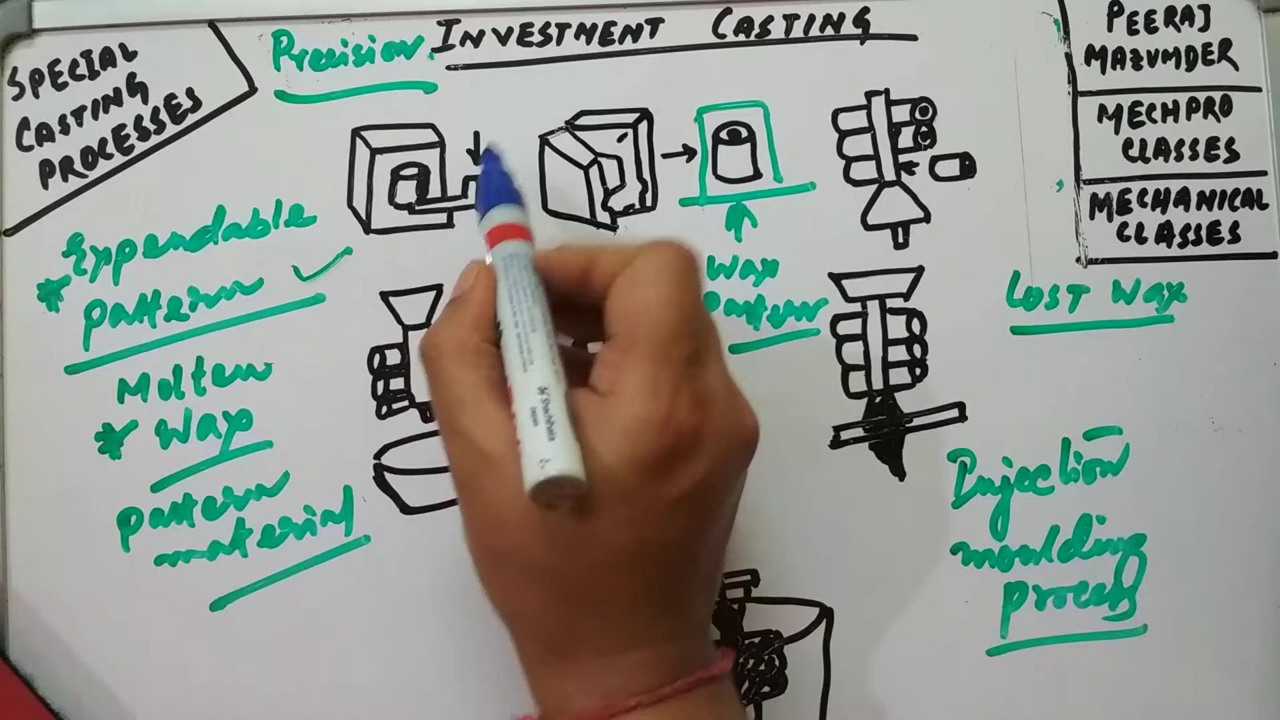 SPECIAL
CASTING
PROCESSES
Precision
INVESTMENT CASTING
PEERAJ
MAZUMDER
MECHPRO
CLASSES
MECHANICAL
CLASSES
Expendable
* pattern ✓
Molten
* Wax
pattern
material
Wax
pattern
LOST WAX
Injection
moulding
process
Shachihata